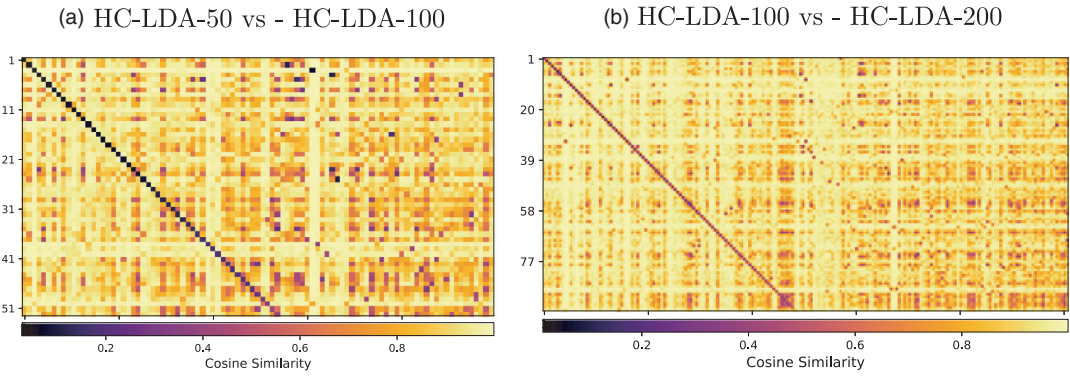 (a) HC-LDA-50 vs - HC-LDA-100
1
11
21
31
41
51
0.2 0.4 0.6 0.8
Cosine Similarity
(b) HC-LDA-100 vs - HC-LDA-200
1
20
39
58
77
0.2 0.4 0.6 0.8
Cosine Similarity